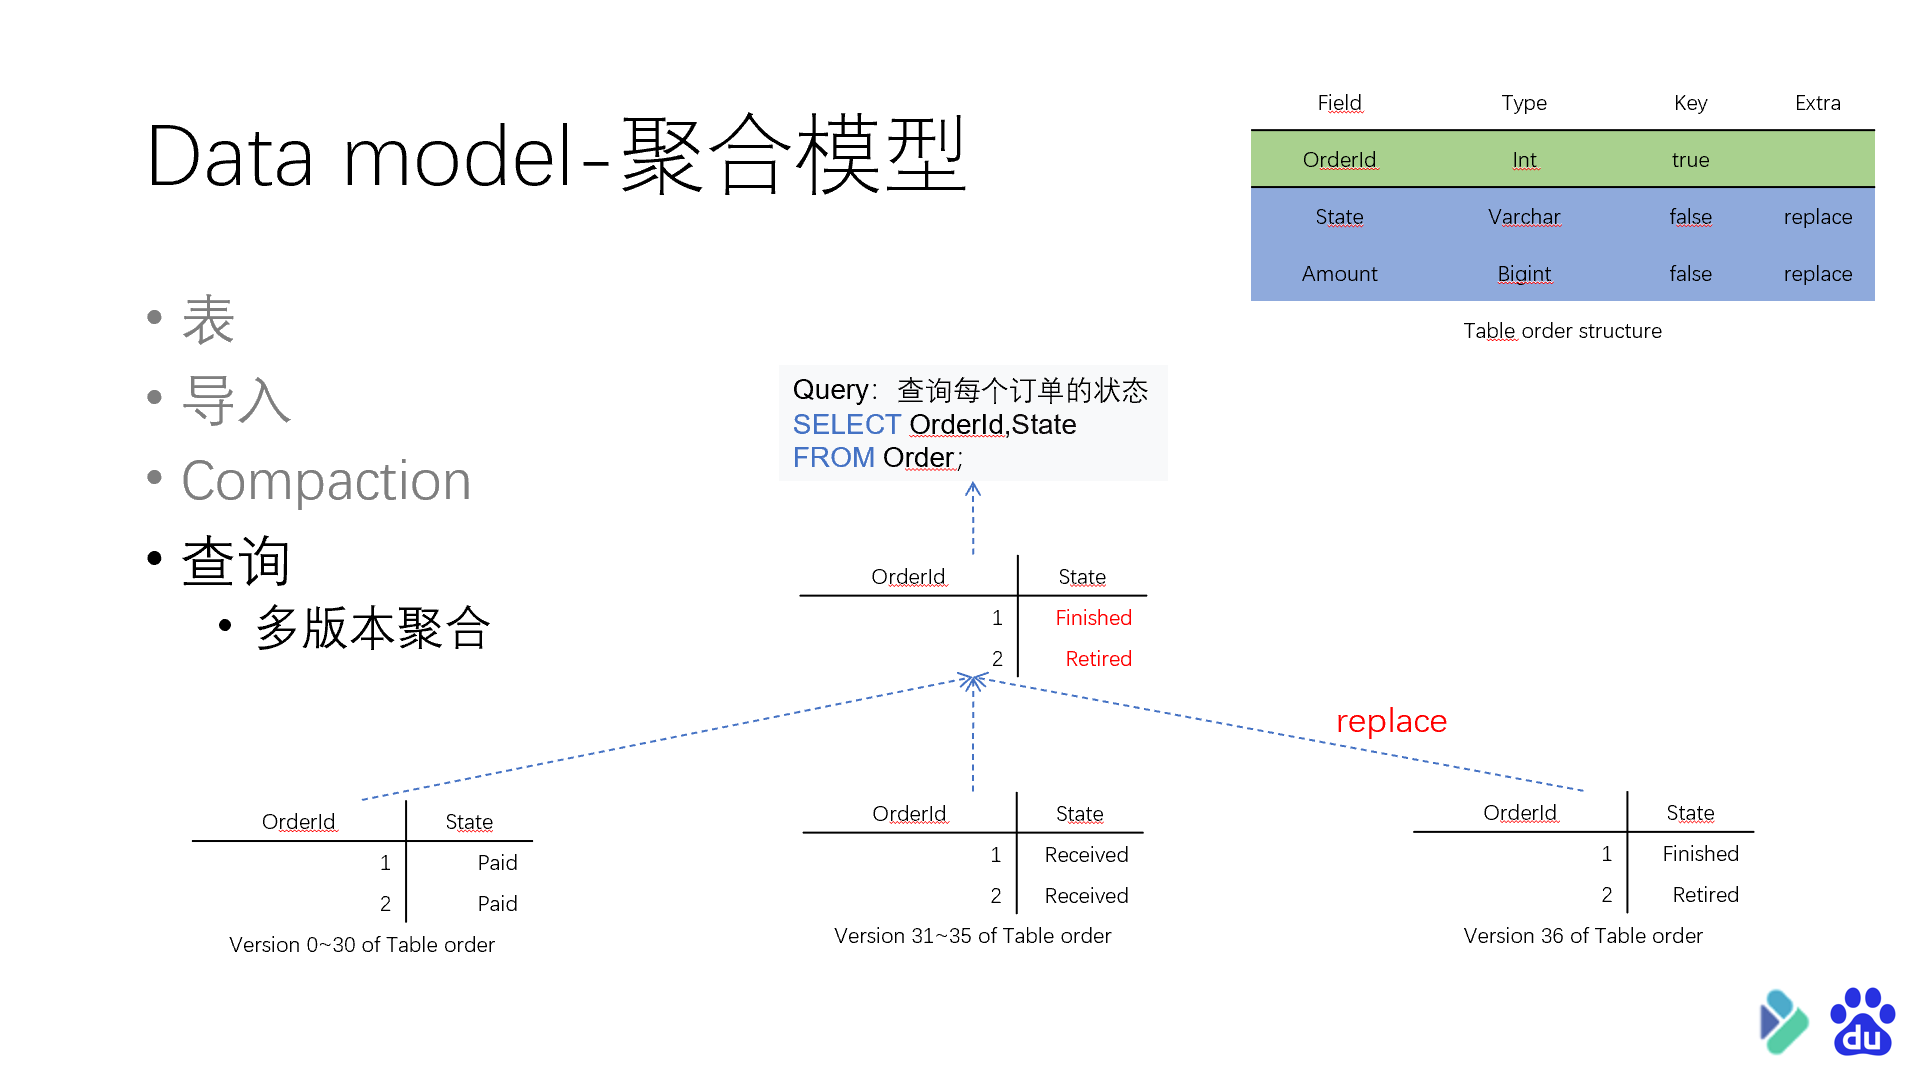 Data model-聚合模型
Field Type Key Extra
OrderId Int true
State Varchar false replace
Amount Bigint false replace
Table order structure
• 表
• 导入
• Compaction
• 查询
• 多版本聚合
Query：查询每个订单的状态
SELECT OrderId,State
FROM Order;
OrderId State
1 Finished
2 Retired
replace
OrderId State
1 Paid
2 Paid
Version 0~30 of Table order
OrderId State
1 Received
2 Received
Version 31~35 of Table order
OrderId State
1 Finished
2 Retired
Version 36 of Table order
du